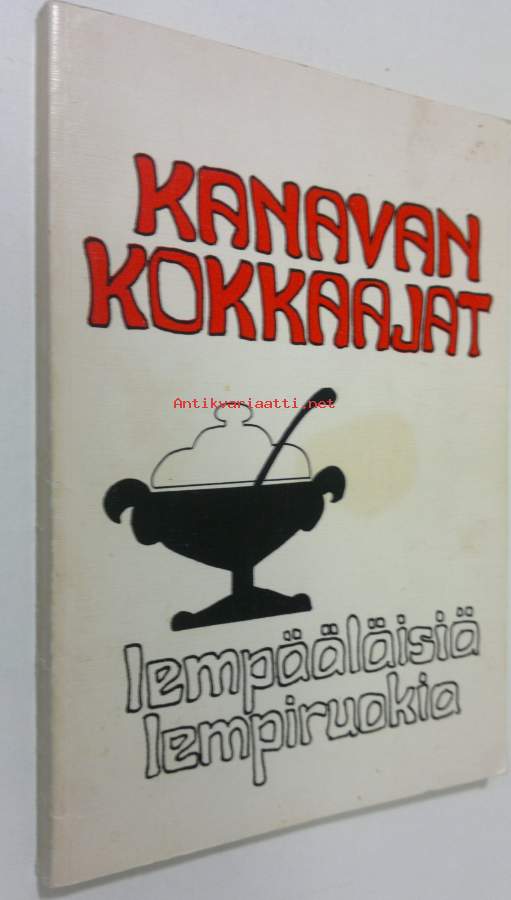 KANAVAN
KOKKAAJAT
Antikvariaatti.net
lempääläisiä
lempiruokia